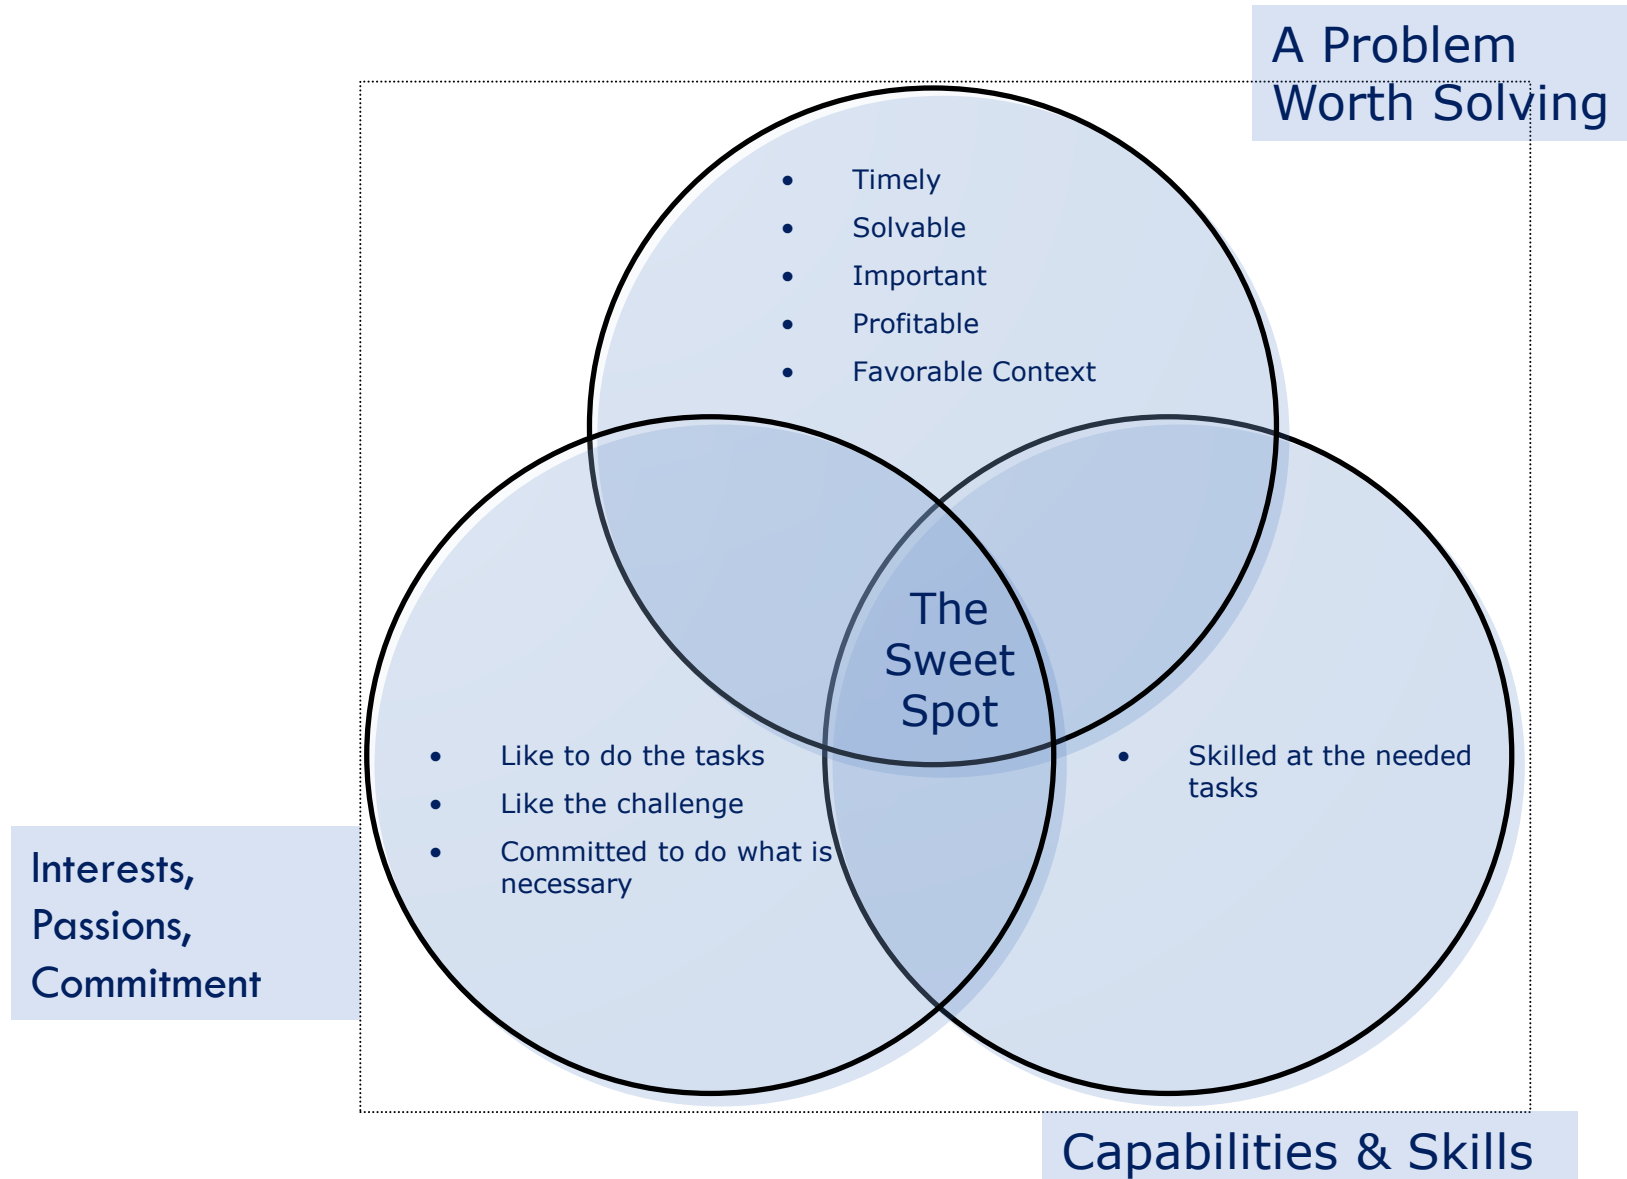 A Problem
Worth Solving
• Timely
• Solvable
• Important
• Profitable
• Favorable Context
The
Sweet
Spot
• Like to do the tasks
• Like the challenge
• Committed to do what is
necessary
• Skilled at the needed
tasks
Interests,
Passions,
Commitment
Capabilities & Skills